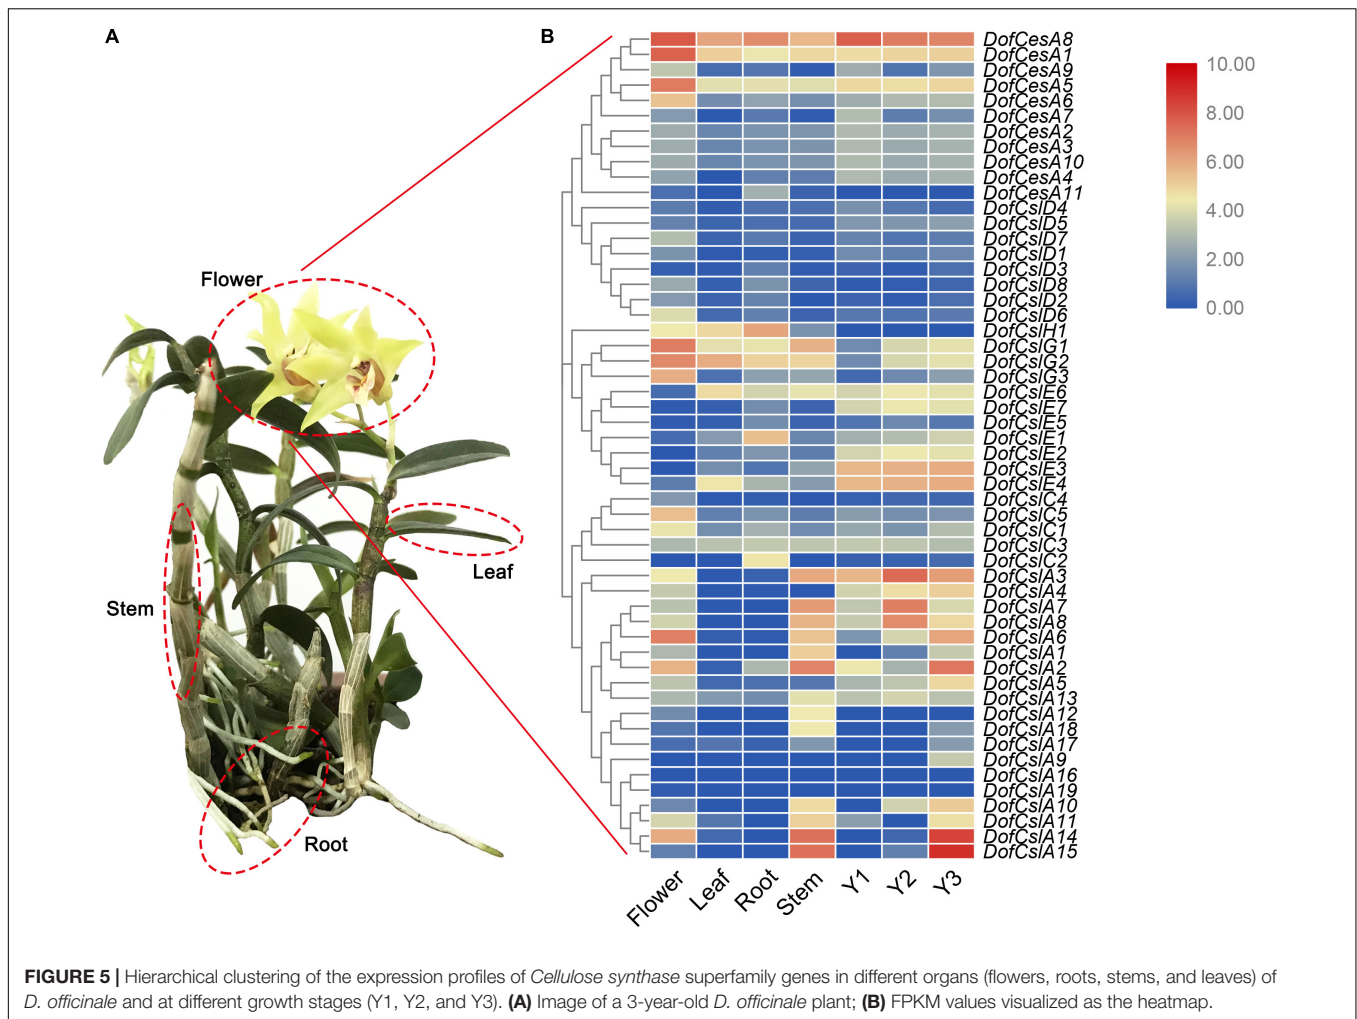 A
B
Flower
Leaf
Stem
Root
DofCesA8
DofCesA1
DofCesA9
DofCesA5
DofCesA6
DofCesA7
DofCesA2
DofCesA3
DofCesA10
DofCesA4
DofCesA11
DofCslD4
DofCslD5
DofCslD7
DofCslD1
DofCslD3
DofCslD8
DofCslD2
DofCslD6
DofCslH1
DofCslG1
DofCslG2
DofCslG3
DofCslE6
DofCslE7
DofCslE5
DofCslE1
DofCslE2
DofCslE3
DofCslE4
DofCslC4
DofCslC5
DofCslC1
DofCslC3
DofCslC2
DofCslA3
DofCslA4
DofCslA7
DofCslA8
DofCslA6
DofCslA1
DofCslA2
DofCslA5
DofCslA13
DofCslA12
DofCslA18
DofCslA17
DofCslA9
DofCslA16
DofCslA19
DofCslA10
DofCslA11
DofCslA14
DofCslA15
10.00
8.00
6.00
4.00
2.00
0.00
Flower Leaf Root Stem Y1 Y2 Y3
FIGURE 5 | Hierarchical clustering of the expression profiles of Cellulose synthase superfamily genes in different organs (flowers, roots, stems, and leaves) of
D. officinale and at different growth stages (Y1, Y2, and Y3). (A) Image of a 3-year-old D. officinale plant; (B) FPKM values visualized as the heatmap.